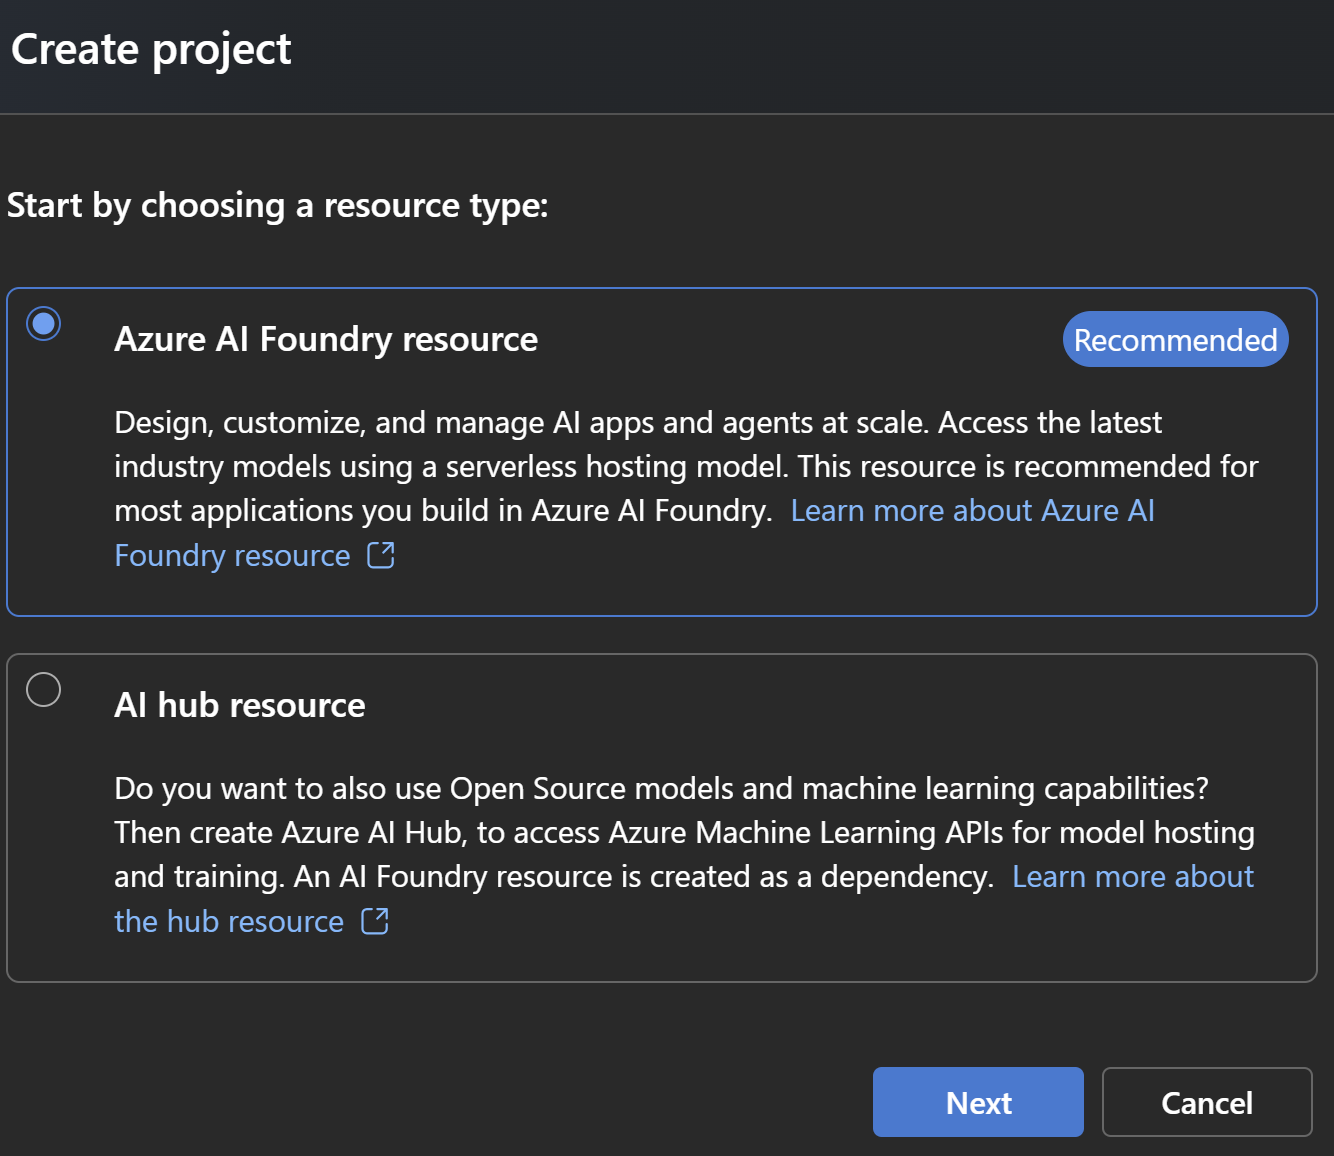 Create project
Start by choosing a resource type:
Azure AI Foundry resource
Recommended
Design, customize, and manage AI apps and agents at scale. Access the latest
industry models using a serverless hosting model. This resource is recommended for
most applications you build in Azure AI Foundry. Learn more about Azure AI
Foundry resource
AI hub resource
Do you want to also use Open Source models and machine learning capabilities?
Then create Azure AI Hub, to access Azure Machine Learning APIs for model hosting
and training. An AI Foundry resource is created as a dependency. Learn more about
the hub resource
Next
Cancel